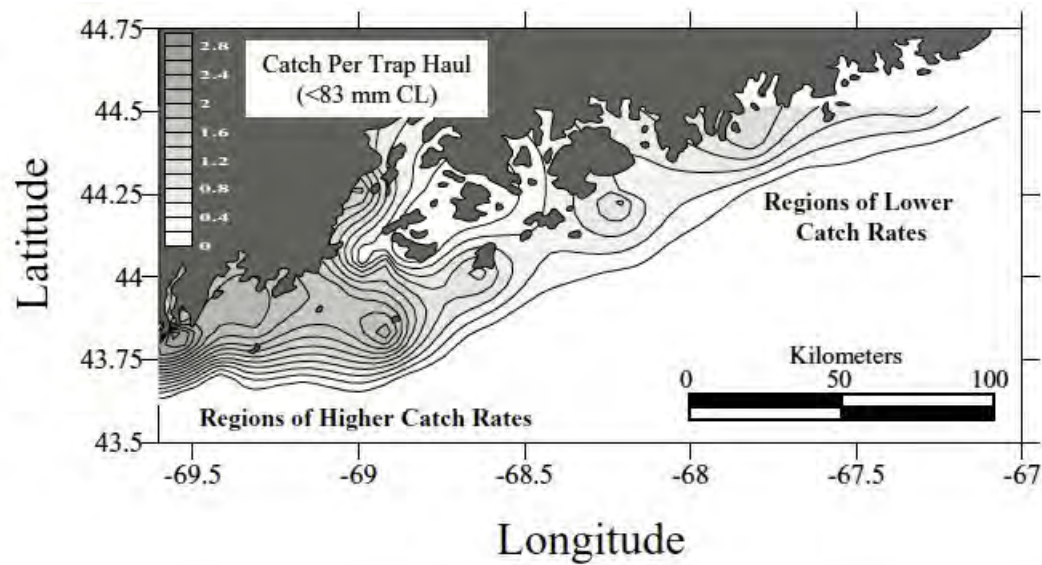 44.75
44.5
44.25
44
43.75
43.5
Latitude
2.8
2.4
2
1.6
1.2
0.8
0.4
0
Catch Per Trap Haul
(<83 mm CL)
Regions of Lower
Catch Rates
Kilometers
0 50 100
Regions of Higher Catch Rates
-69.5 -69 -68.5 -68 -67.5 -67
Longitude